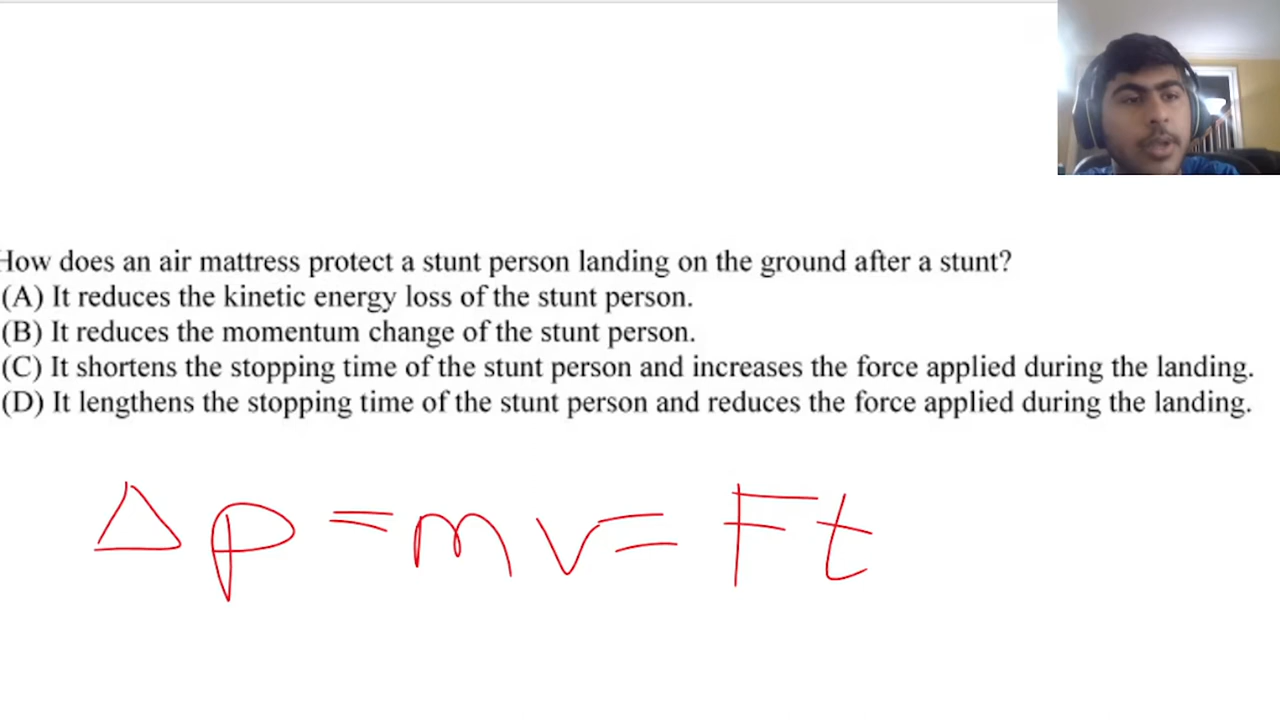 How does an air mattress protect a stunt person landing on the ground after a stunt?
(A) It reduces the kinetic energy loss of the stunt person.
(B) It reduces the momentum change of the stunt person.
(C) It shortens the stopping time of the stunt person and increases the force applied during the landing.
(D) It lengthens the stopping time of the stunt person and reduces the force applied during the landing.
Δp = mv = Ft